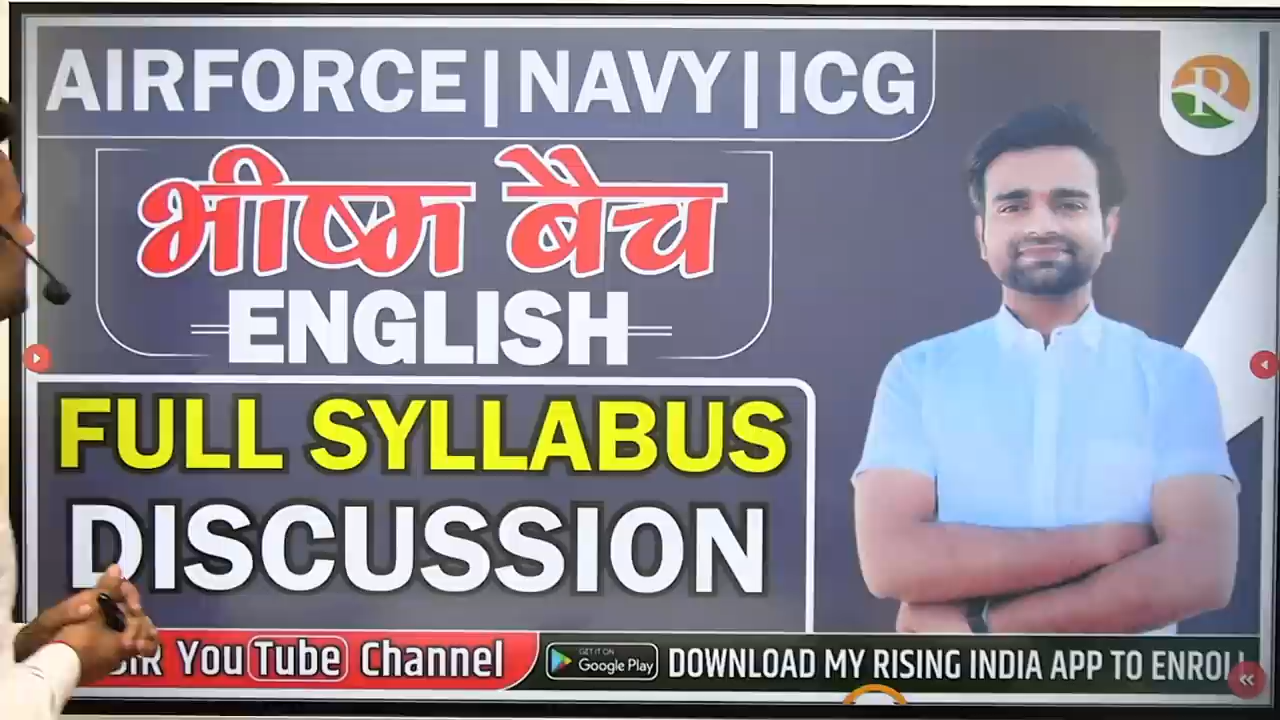 AIRFORCE | NAVY | ICG
R
भीष्म बैच
ENGLISH
FULL SYLLABUS
DISCUSSION
SIR YouTube Channel
GET IT ON
Google Play
DOWNLOAD MY RISING INDIA APP TO ENROLL